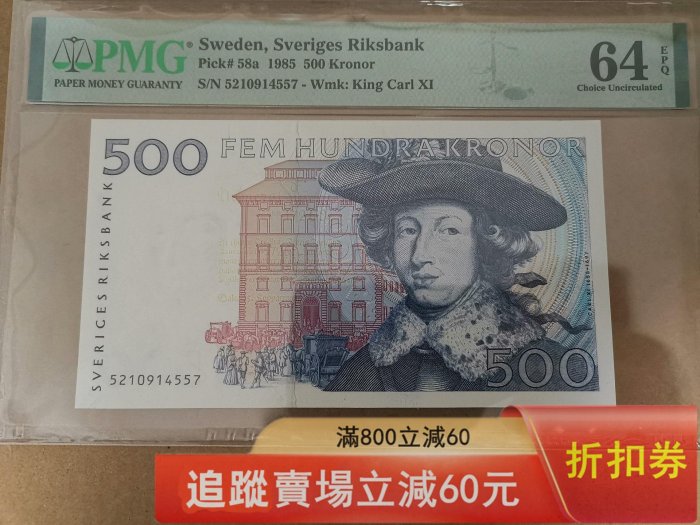 PMG®
PAPER MONEY GUARANTY
Sweden, Sveriges Riksbank
Pick# 58a 1985 500 Kronor
S/N 5210914557 - Wmk: King Carl XI
64 EPQ
Choice Uncirculated
500 FEM HUNDRA KRONOR
SVERIGES RIKSBANK
5210914557
500
滿800立減60
追蹤賣場立減60元
折扣券